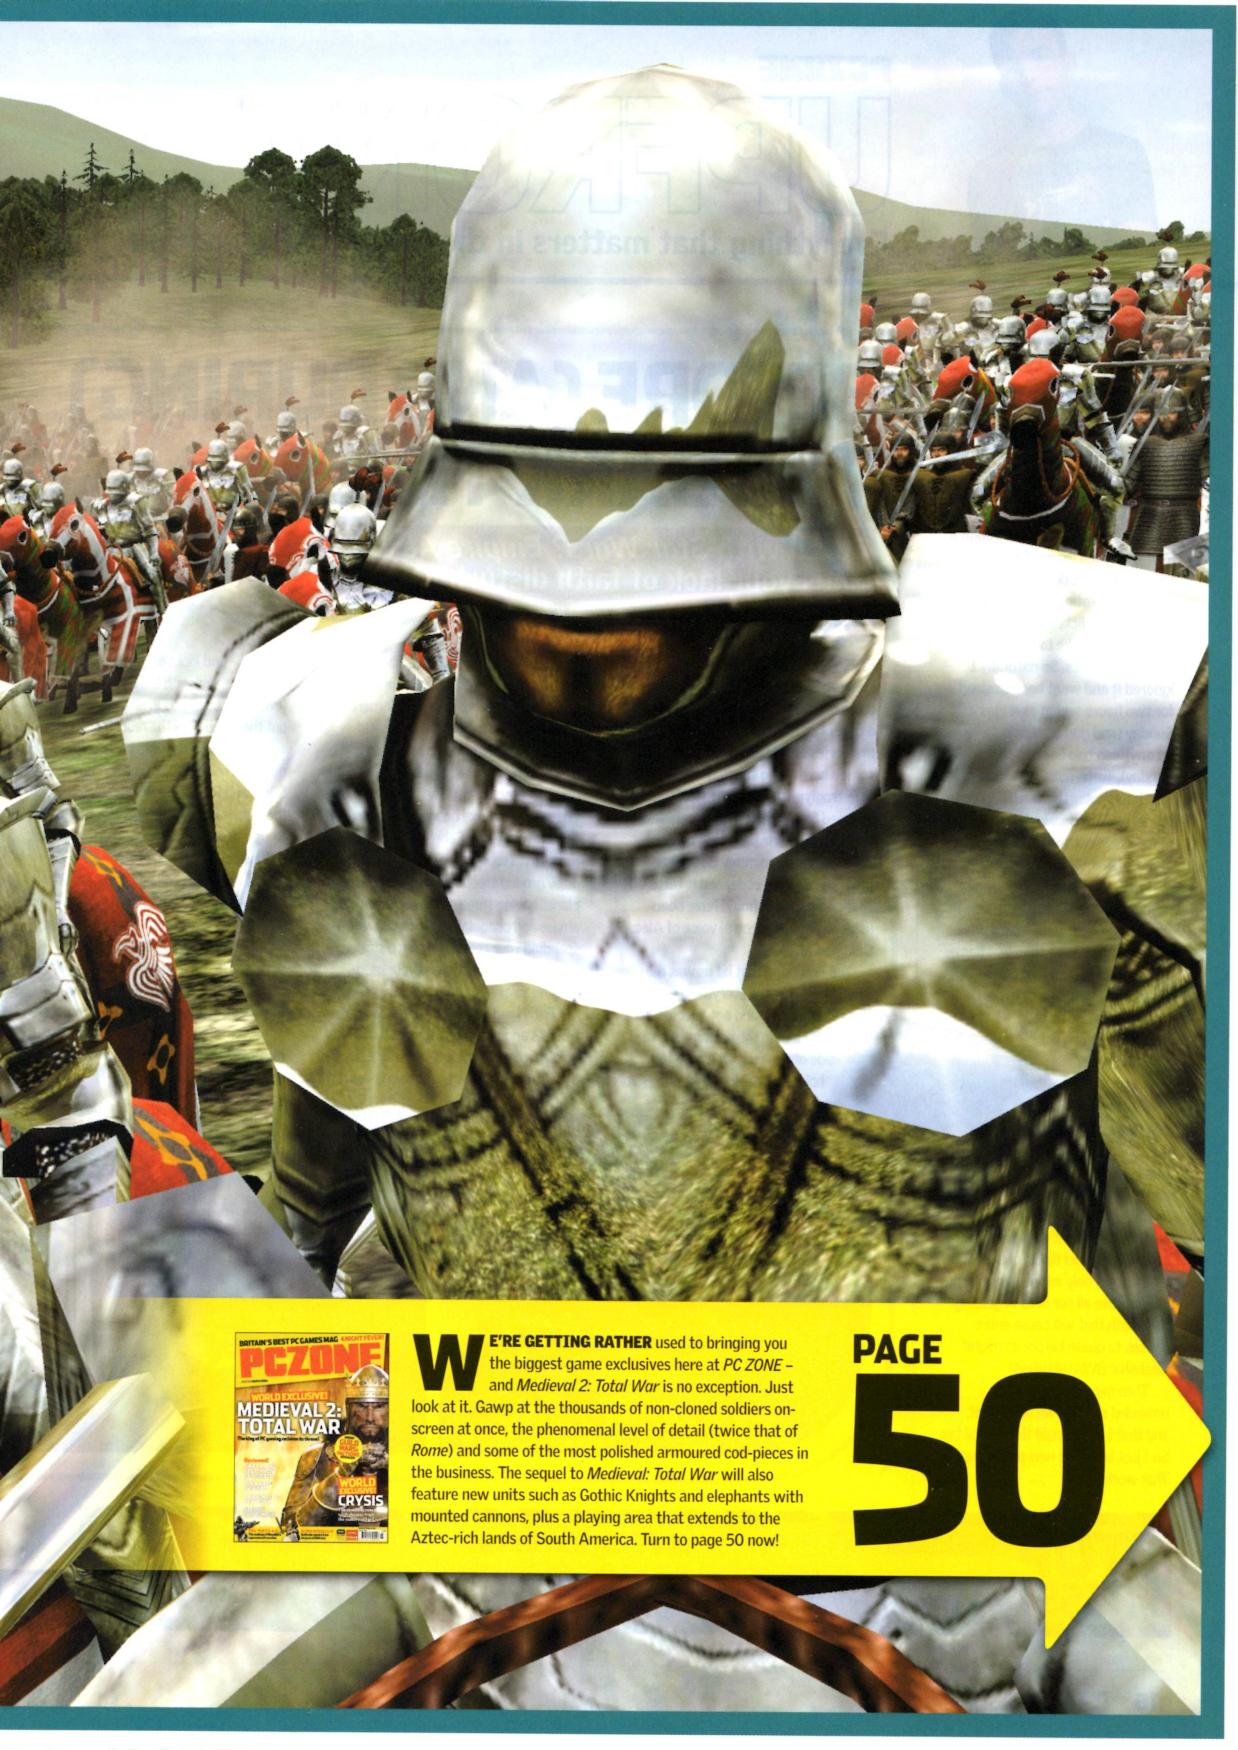 BRITAIN'S BEST PC GAMES MAG KNIGHT FEVER!
PCZONE
WORLD EXCLUSIVE!
MEDIEVAL 2:
TOTAL WAR
WORLD
EXCLUSIVE!
CRYSIS
WE'RE GETTING RATHER used to bringing you
the biggest game exclusives here at PC ZONE –
and Medieval 2: Total War is no exception. Just
look at it. Gawp at the thousands of non-cloned soldiers on-
screen at once, the phenomenal level of detail (twice that of
Rome) and some of the most polished armoured cod-pieces in
the business. The sequel to Medieval: Total War will also
feature new units such as Gothic Knights and elephants with
mounted cannons, plus a playing area that extends to the
Aztec-rich lands of South America. Turn to page 50 now!
PAGE
50